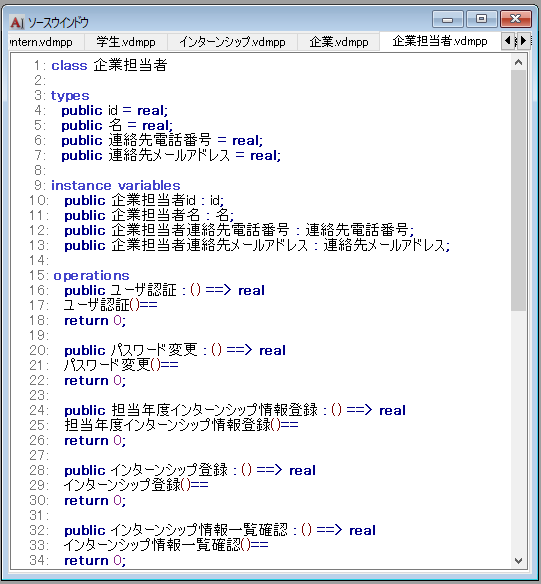 ソースウインドウ
ntern.vdmpp 学生.vdmpp インターンシップ.vdmpp 企業.vdmpp 企業担当者.vdmpp
1: class 企業担当者
2:
3: types
4: public id = real;
5: public 名 = real;
6: public 連絡先電話番号 = real;
7: public 連絡先メールアドレス = real;
8:
9: instance variables
10: public 企業担当者id : id;
11: public 企業担当者名 : 名;
12: public 企業担当者連絡先電話番号 : 連絡先電話番号;
13: public 企業担当者連絡先メールアドレス : 連絡先メールアドレス;
14:
15: operations
16: public ユーザ認証 : () ==> real
17: ユーザ認証()==
18: return 0;
19:
20: public パスワード変更 : () ==> real
21: パスワード変更()==
22: return 0;
23:
24: public 担当年度インターンシップ情報登録 : () ==> real
25: 担当年度インターンシップ情報登録()==
26: return 0;
27:
28: public インターンシップ登録 : () ==> real
29: インターンシップ登録()==
30: return 0;
31:
32: public インターンシップ情報一覧確認 : () ==> real
33: インターンシップ情報一覧確認()==
34: return 0;